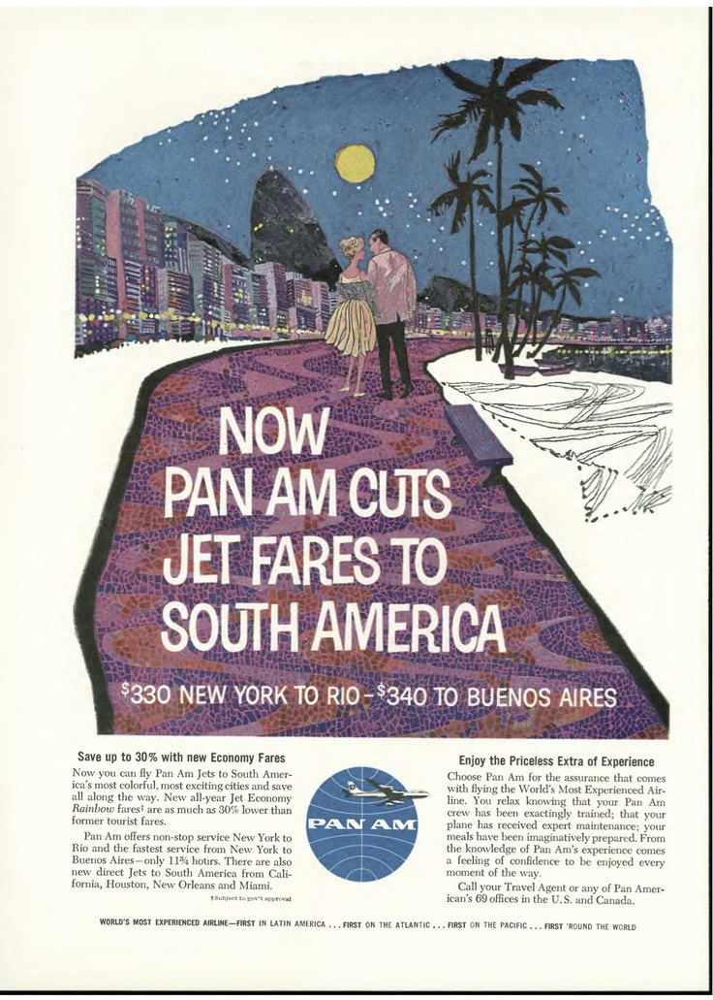 NOW
PAN AM CUTS
JET FARES TO
SOUTH AMERICA
$330 NEW YORK TO RIO–$340 TO BUENOS AIRES
Save up to 30% with new Economy Fares
Now you can fly Pan Am Jets to South Amer-
ica's most colorful, most exciting cities and save
all along the way. New all-year Jet Economy
Rainbow fares† are as much as 30% lower than
former tourist fares.
Pan Am offers non-stop service New York to
Rio and the fastest service from New York to
Buenos Aires—only 11¾ hours. There are also
new direct Jets to South America from Cali-
fornia, Houston, New Orleans and Miami.
†Subject to gov't approval
PAN AM
Enjoy the Priceless Extra of Experience
Choose Pan Am for the assurance that comes
with flying the World's Most Experienced Air-
line. You relax knowing that your Pan Am
crew has been exactingly trained; that your
plane has received expert maintenance; your
meals have been imaginatively prepared. From
the knowledge of Pan Am's experience comes
a feeling of confidence to be enjoyed every
moment of the way.
Call your Travel Agent or any of Pan Amer-
ican's 69 offices in the U.S. and Canada.
WORLD'S MOST EXPERIENCED AIRLINE—FIRST IN LATIN AMERICA . . . FIRST ON THE ATLANTIC . . . FIRST ON THE PACIFIC . . . FIRST 'ROUND THE WORLD